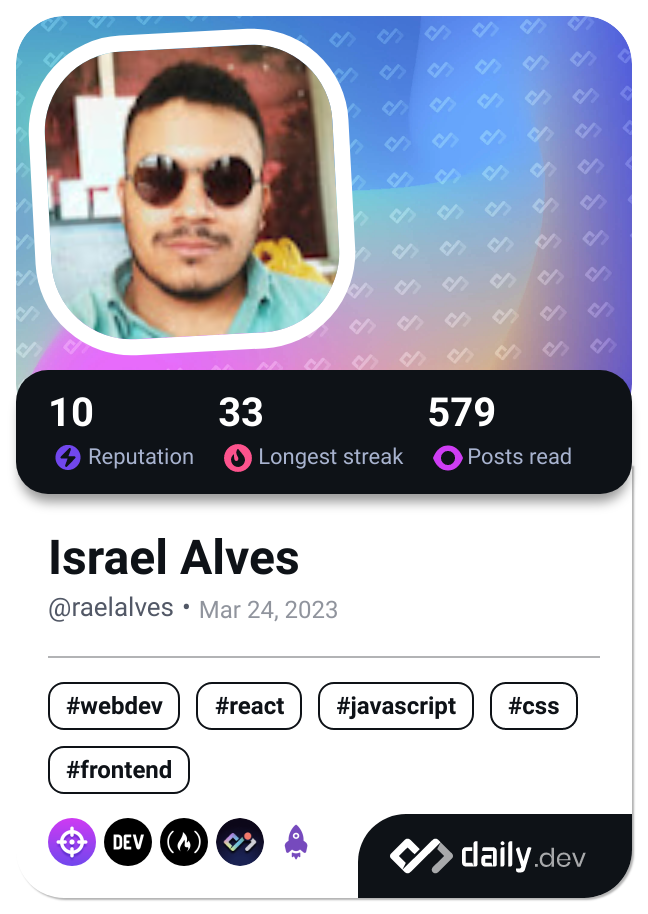 10 33 579
Reputation Longest streak Posts read
Israel Alves
@raelalves • Mar 24, 2023
#webdev #react #javascript #css
#frontend
DEV
daily.dev